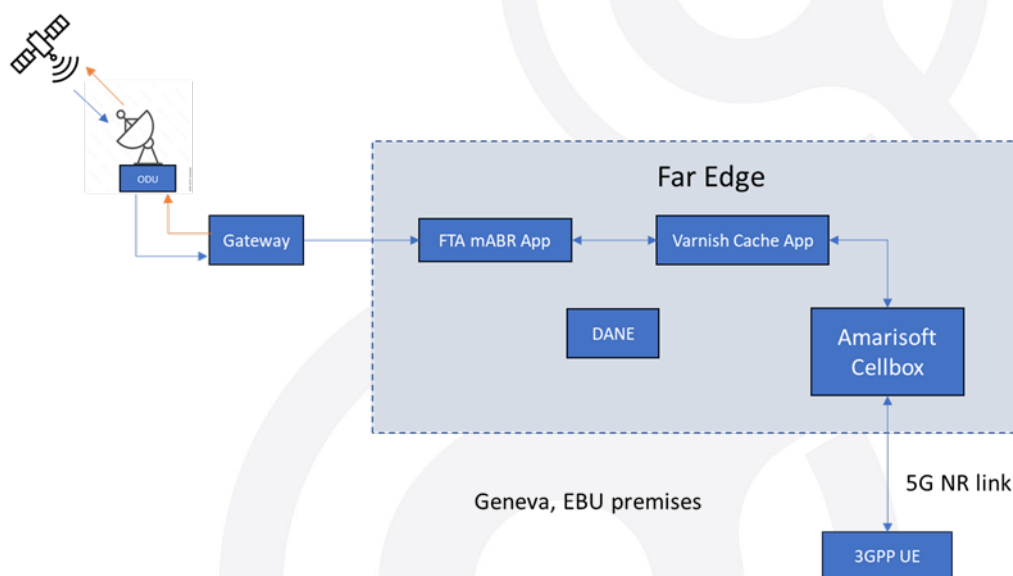 ODU
Gateway
Far Edge
FTA mABR App
Varnish Cache App
DANE
Amarisoft
Cellbox
Geneva, EBU premises
5G NR link
3GPP UE